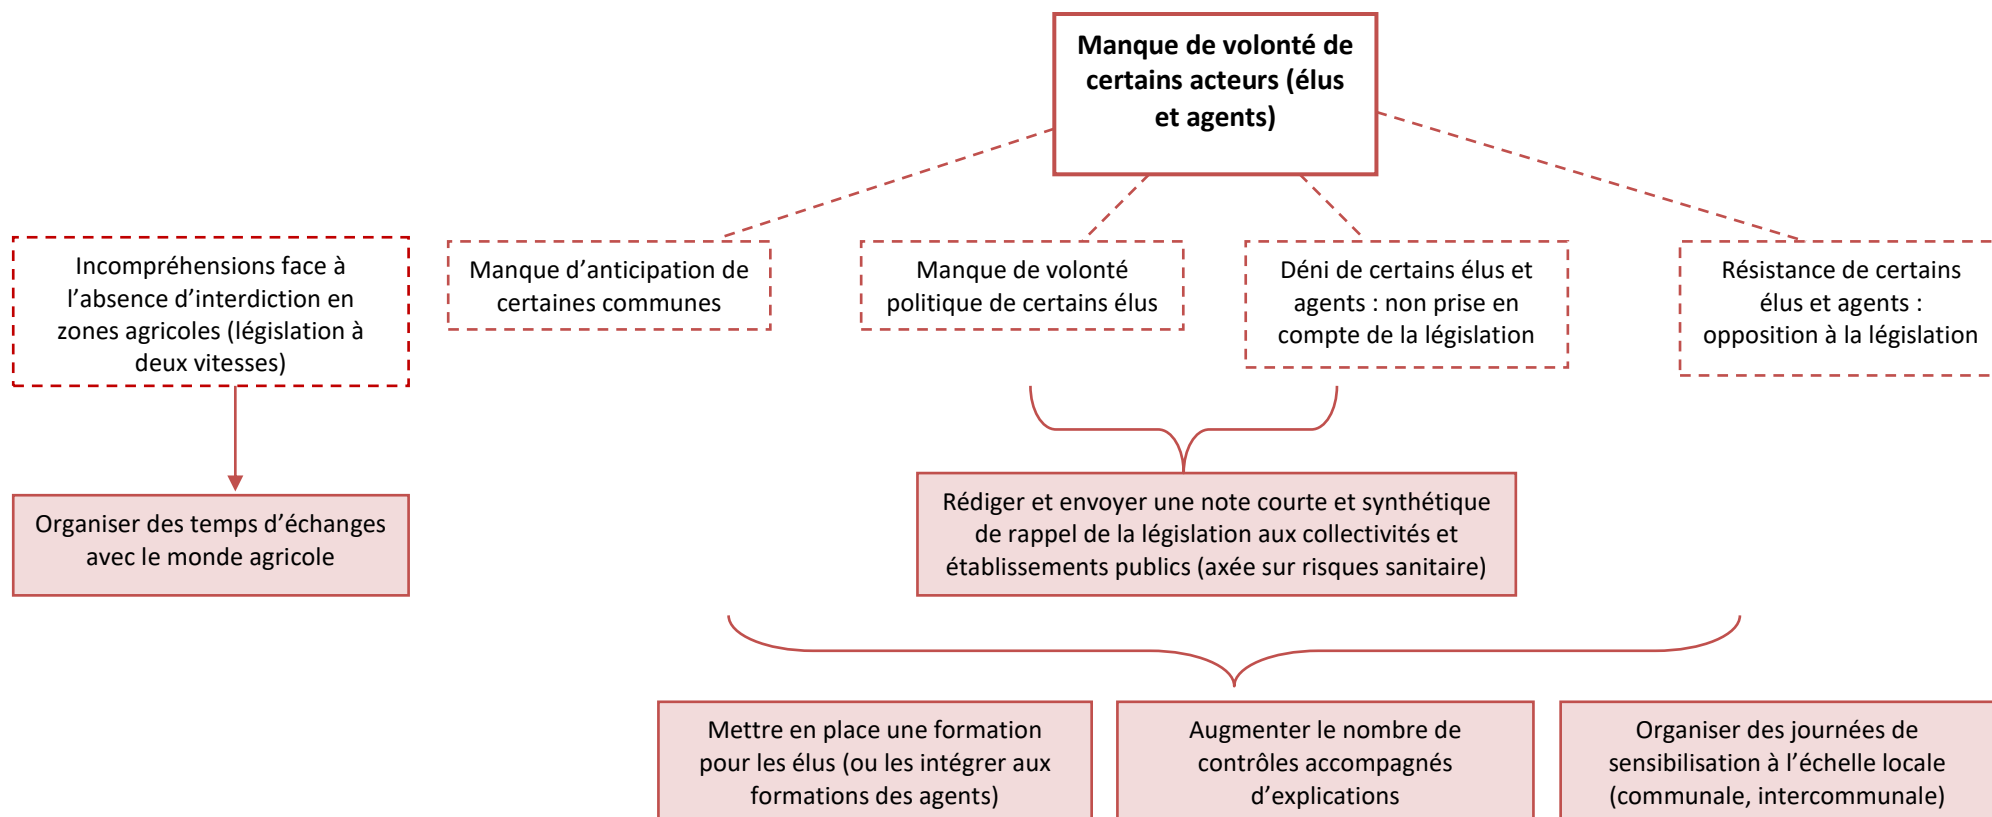 Manque de volonté de
certains acteurs (élus
et agents)
Incompréhensions face à
l’absence d’interdiction en
zones agricoles (législation à
deux vitesses)
Manque d’anticipation de
certaines communes
Manque de volonté
politique de certains élus
Déni de certains élus et
agents : non prise en
compte de la législation
Résistance de certains
élus et agents :
opposition à la législation
Organiser des temps d’échanges
avec le monde agricole
Rédiger et envoyer une note courte et synthétique
de rappel de la législation aux collectivités et
établissements publics (axée sur risques sanitaire)
Mettre en place une formation
pour les élus (ou les intégrer aux
formations des agents)
Augmenter le nombre de
contrôles accompagnés
d’explications
Organiser des journées de
sensibilisation à l’échelle locale
(communale, intercommunale)